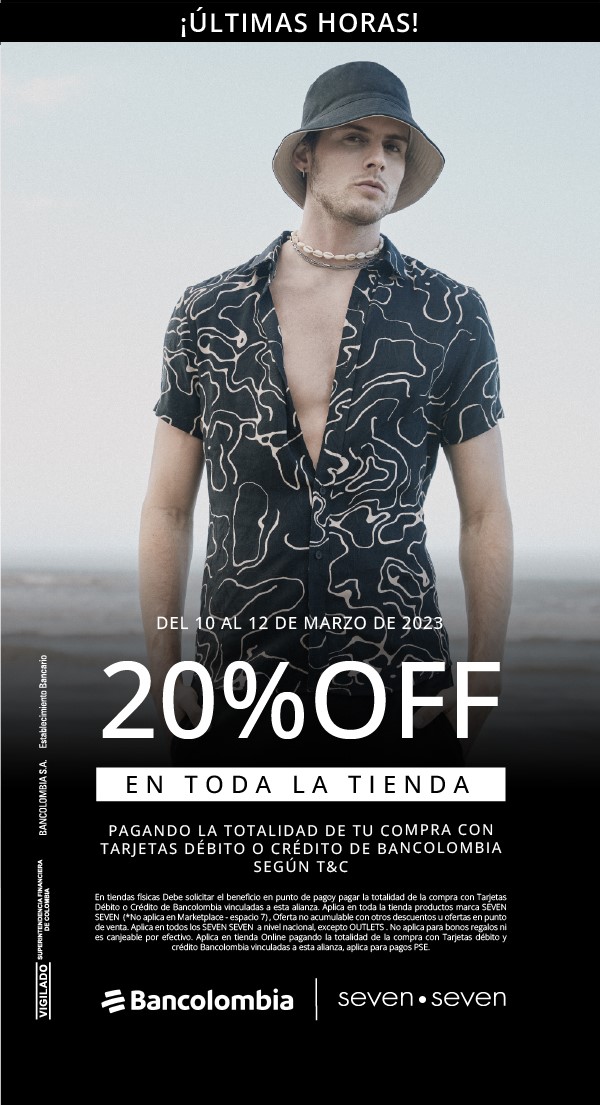 ¡ÚLTIMAS HORAS!
DEL 10 AL 12 DE MARZO DE 2023
20%OFF
EN TODA LA TIENDA
PAGANDO LA TOTALIDAD DE TU COMPRA CON
TARJETAS DÉBITO O CRÉDITO DE BANCOLOMBIA
SEGÚN T&C
En tiendas físicas Debe solicitar el beneficio en punto de pagoy pagar la totalidad de la compra con Tarjetas
Débito o Crédito de Bancolombia vinculadas a esta alianza. Aplica en toda la tienda productos marca SEVEN
SEVEN (*No aplica en Marketplace - espacio 7) , Oferta no acumulable con otros descuentos u ofertas en punto
de venta. Aplica en todos los SEVEN SEVEN a nivel nacional, excepto OUTLETS . No aplica para bonos regalos ni
es canjeable por efectivo. Aplica en tienda Online pagando la totalidad de la compra con Tarjetas débito y
crédito Bancolombia vinculadas a esta alianza, aplica para pagos PSE.
Bancolombia
seven•seven
VIGILADO
SUPERINTENDENCIA FINANCIERA
DE COLOMBIA
BANCOLOMBIA S.A. Establecimiento Bancario